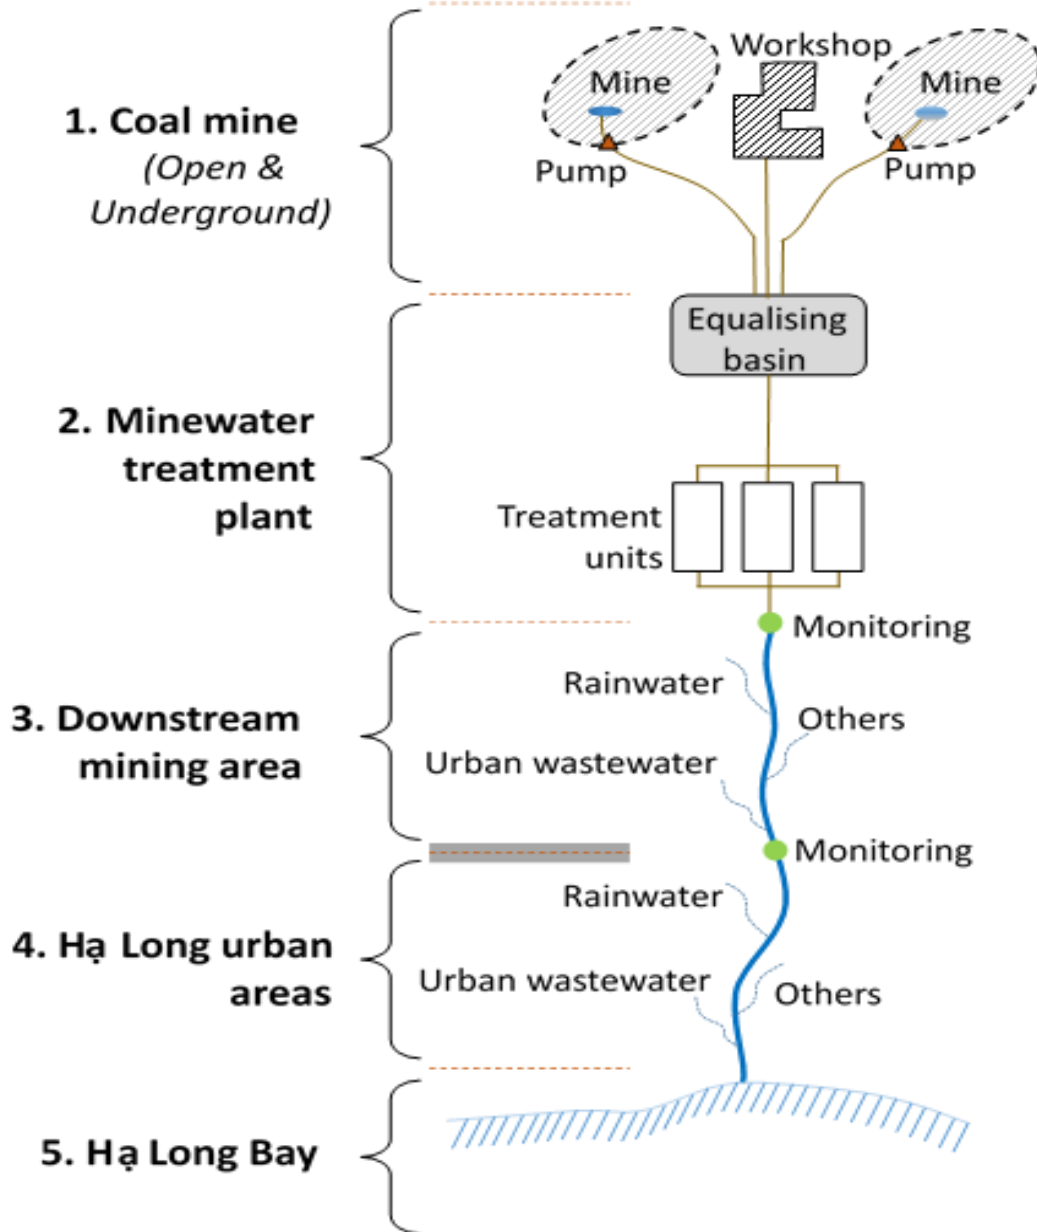 Workshop
Mine
Mine
1. Coal mine
(Open &
Underground)
Pump
Pump
Equalising
basin
2. Minewater
treatment
plant
Treatment
units
Monitoring
Rainwater
3. Downstream
mining area
Others
Urban wastewater
Monitoring
Rainwater
4. Hạ Long urban
areas
Urban wastewater
Others
5. Hạ Long Bay